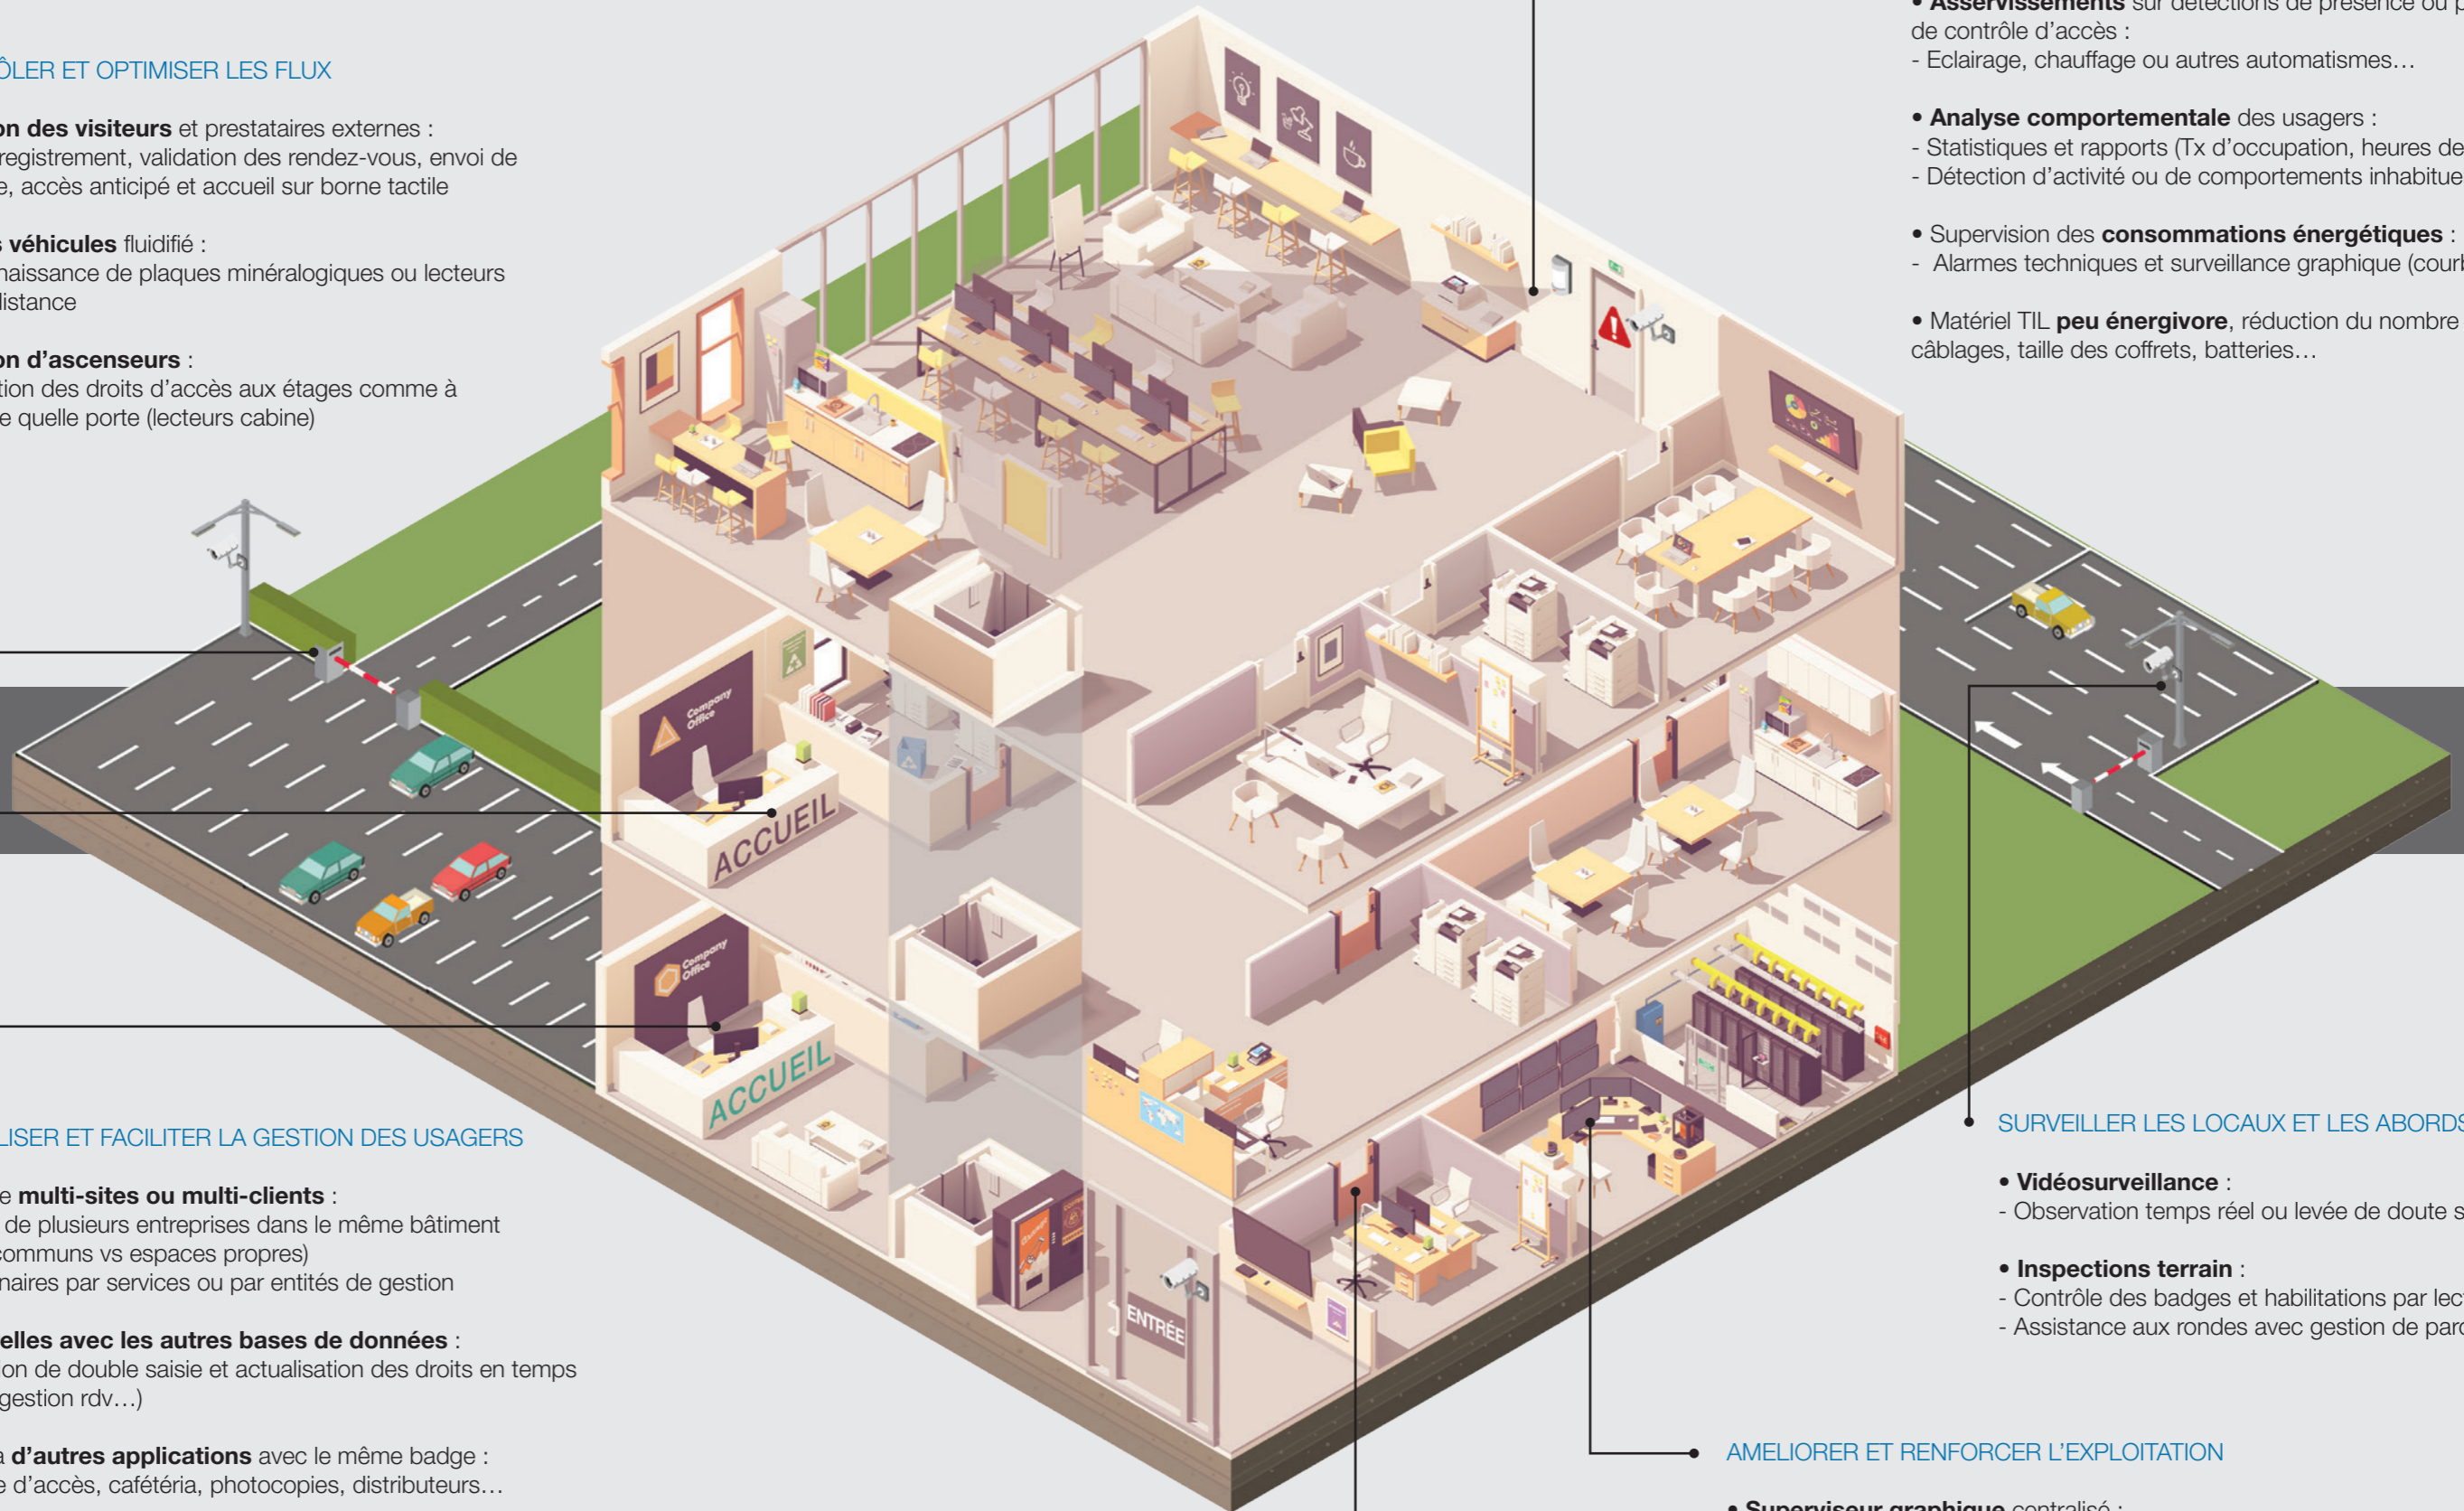 ÔLER ET OPTIMISER LES FLUX
on des visiteurs et prestataires externes :
registrement, validation des rendez-vous, envoi de
e, accès anticipé et accueil sur borne tactile
s véhicules fluidifié :
naissance de plaques minéralogiques ou lecteurs
distance
on d’ascenseurs :
tion des droits d’accès aux étages comme à
e quelle porte (lecteurs cabine)
• Asservissements sur détections de présence ou p
de contrôle d’accès :
- Eclairage, chauffage ou autres automatismes…
• Analyse comportementale des usagers :
- Statistiques et rapports (Tx d’occupation, heures de
- Détection d’activité ou de comportements inhabitue
• Supervision des consommations énergétiques :
- Alarmes techniques et surveillance graphique (courb
• Matériel TIL peu énergivore, réduction du nombre
câblages, taille des coffrets, batteries…
Company
Office
ACCUEIL
Company
Office
ACCUEIL
ENTRÉE
LISER ET FACILITER LA GESTION DES USAGERS
e multi-sites ou multi-clients :
de plusieurs entreprises dans le même bâtiment
communs vs espaces propres)
naires par services ou par entités de gestion
elles avec les autres bases de données :
ion de double saisie et actualisation des droits en temps
gestion rdv…)
à d’autres applications avec le même badge :
e d’accès, cafétéria, photocopies, distributeurs…
SURVEILLER LES LOCAUX ET LES ABORDS
• Vidéosurveillance :
- Observation temps réel ou levée de doute s
• Inspections terrain :
- Contrôle des badges et habilitations par lect
- Assistance aux rondes avec gestion de parc
AMELIORER ET RENFORCER L’EXPLOITATION
• Superviseur graphique centralisé :